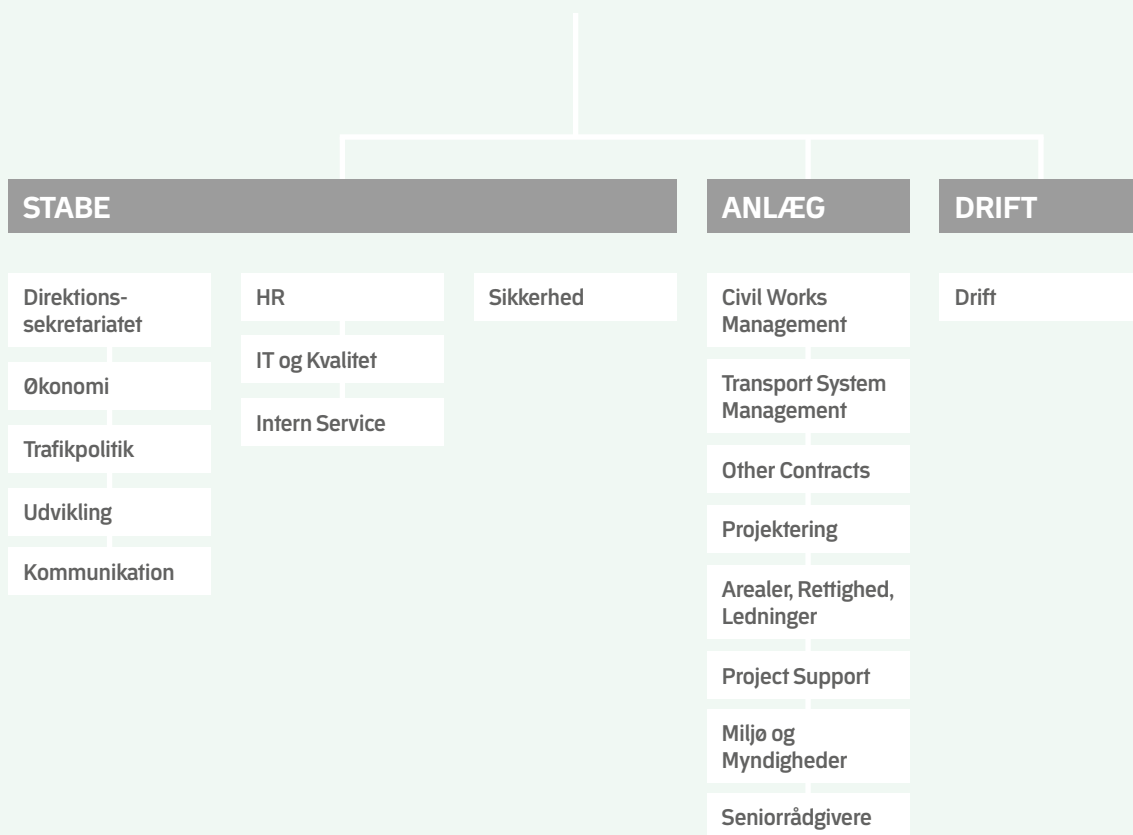 STABE
Direktions-
sekretariatet
Økonomi
Trafikpolitik
Udvikling
Kommunikation
HR
IT og Kvalitet
Intern Service
Sikkerhed
ANLÆG
Civil Works
Management
Transport System
Management
Other Contracts
Projektering
Arealer, Rettighed,
Ledninger
Project Support
Miljø og
Myndigheder
Seniorrådgivere
DRIFT
Drift